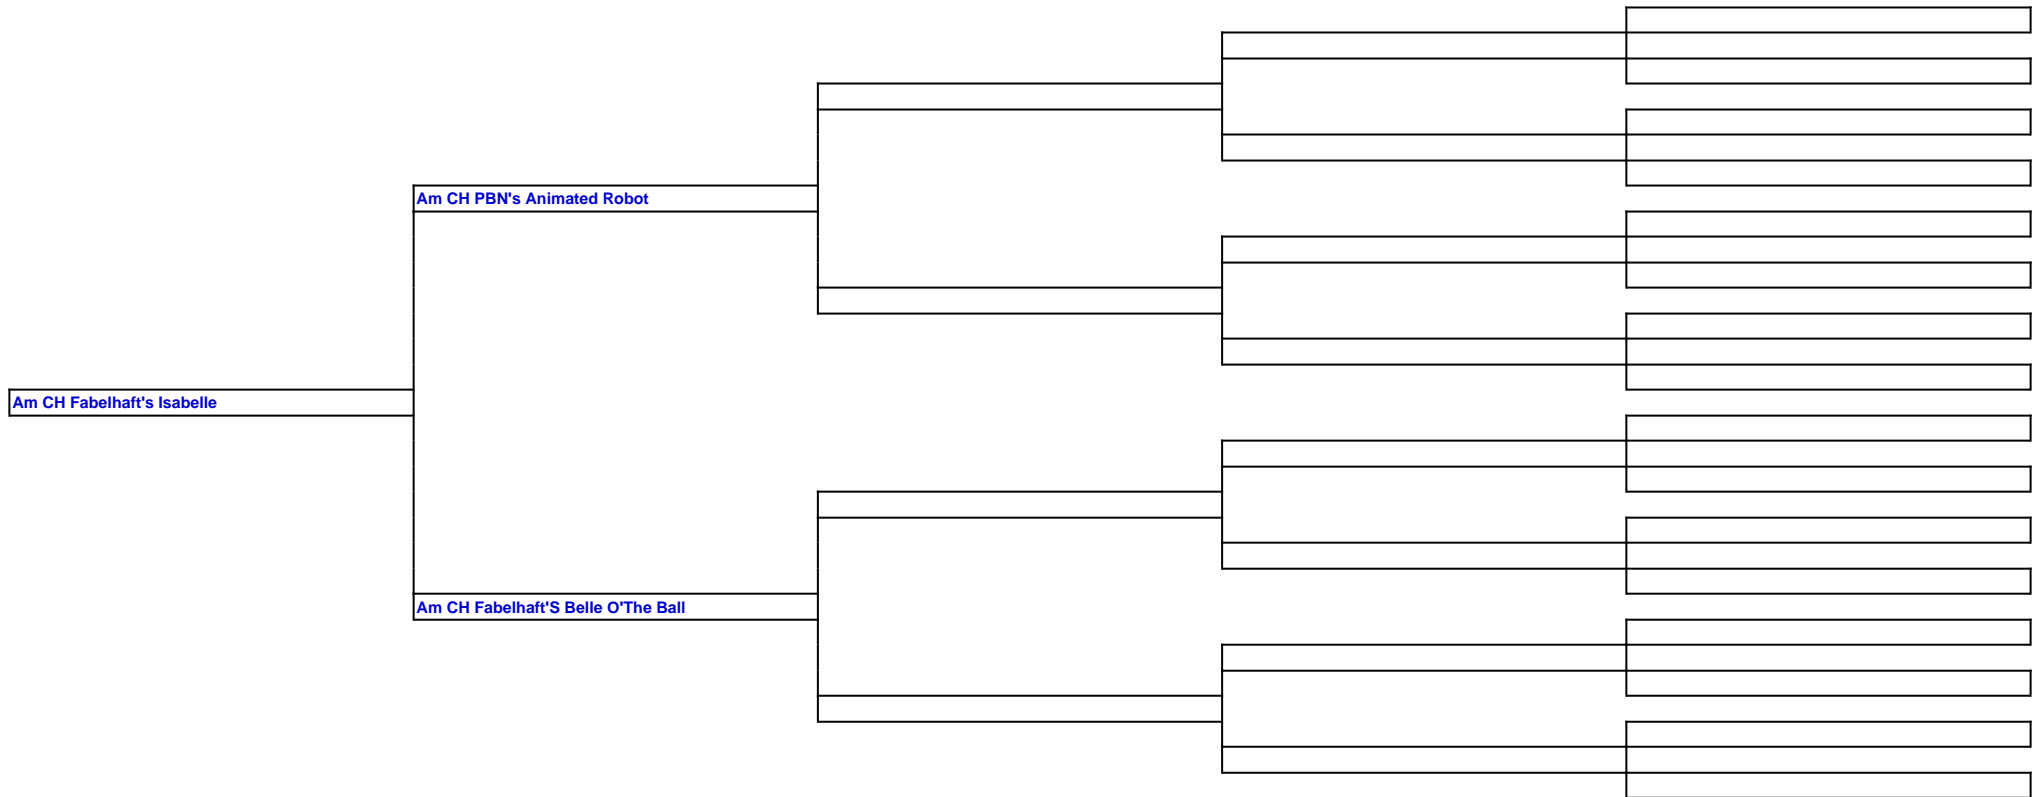 Am CH PBN's Animated Robot
Am CH Fabelhaft's Isabelle
Am CH Fabelhaft'S Belle O'The Ball